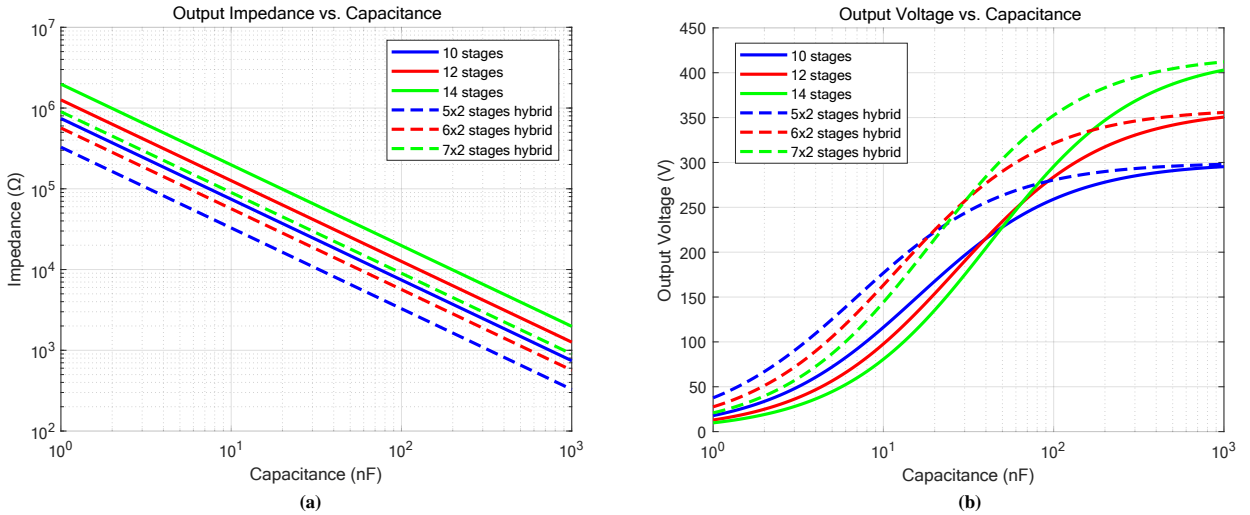 Output Impedance vs. Capacitance
10^7
10^6
10^5
10^4
10^3
10^2
Impedance (Ω)
10 stages
12 stages
14 stages
5x2 stages hybrid
6x2 stages hybrid
7x2 stages hybrid
10^0
10^1
10^2
10^3
Capacitance (nF)
(a)
Output Voltage vs. Capacitance
450
400
350
300
250
200
150
100
50
0
Output Voltage (V)
10 stages
12 stages
14 stages
5x2 stages hybrid
6x2 stages hybrid
7x2 stages hybrid
10^0
10^1
10^2
10^3
Capacitance (nF)
(b)